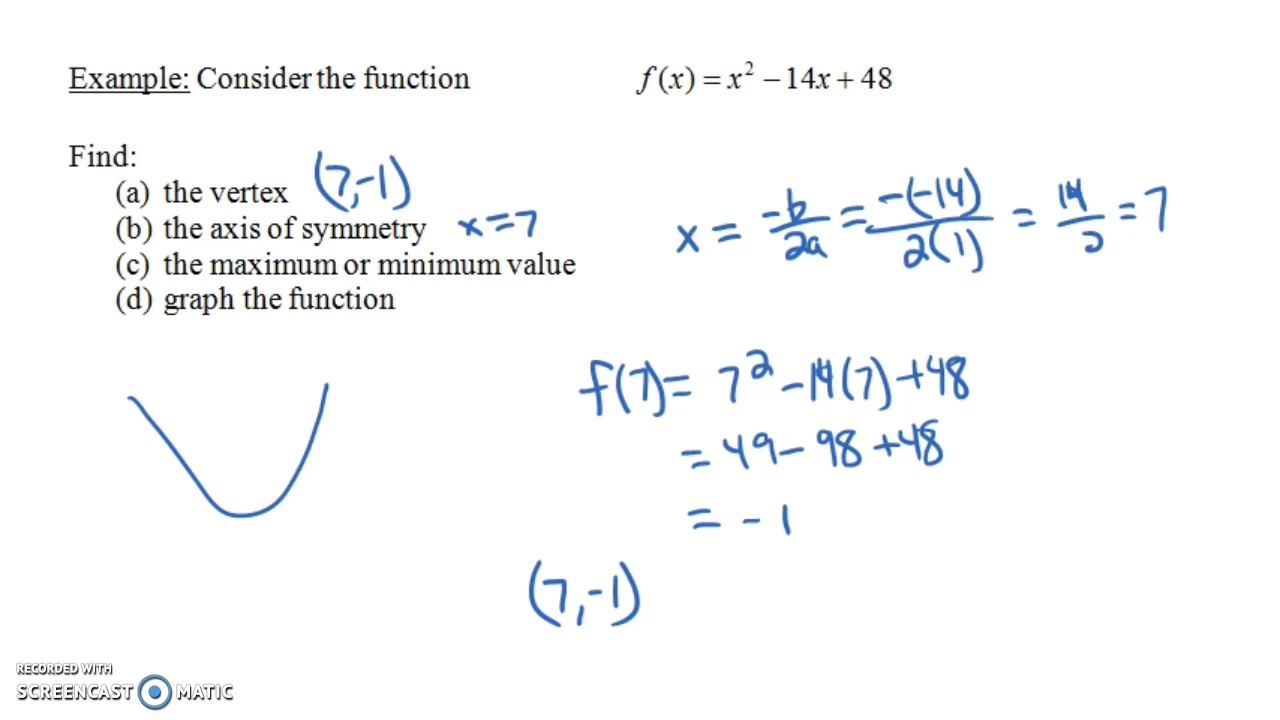 Example: Consider the function f(x) = x² − 14x + 48
Find:
(a) the vertex (7,-1)
(b) the axis of symmetry x = 7
(c) the maximum or minimum value
(d) graph the function
x = -b/2a = -(-14)/2(1) = 14/2 = 7
f(7) = 7² - 14(7) + 48
= 49 - 98 + 48
= -1
(7,-1)
RECORDED WITH
SCREENCAST MATIC